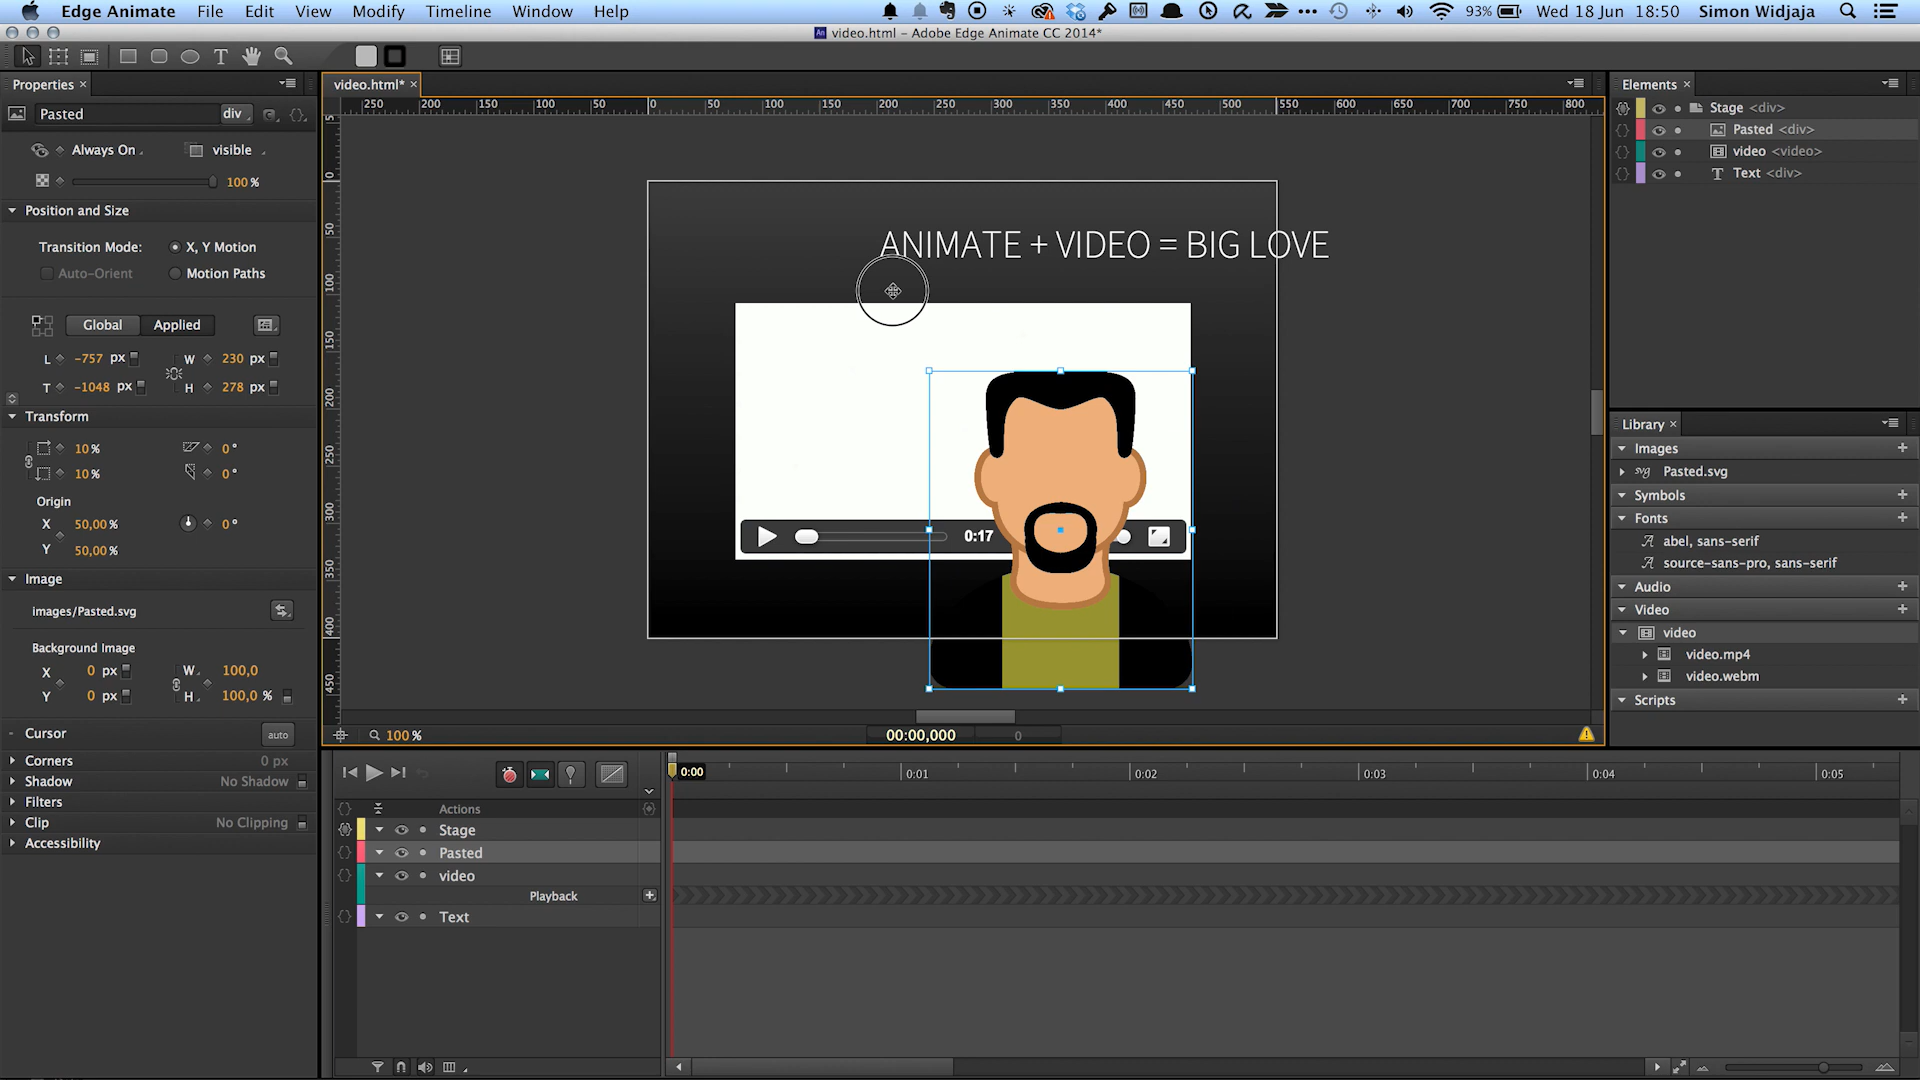 Edge Animate File Edit View Modify Timeline Window Help 93% Wed 18 Jun 18:50 Simon Widjaja
video.html – Adobe Edge Animate CC 2014*
Properties
Pasted div
Always On visible
100 %
Position and Size
Transition Mode: X, Y Motion
Auto-Orient Motion Paths
Global Applied
L -757 px W 230 px
T -1048 px H 278 px
Transform
10 % 0 °
10 % 0 °
Origin
X 50,00 % 0 °
Y 50,00 %
Image
images/Pasted.svg
Background Image
X 0 px W 100,0
Y 0 px H 100,0 %
Cursor auto
Corners 0 px
Shadow No Shadow
Filters
Clip No Clipping
Accessibility
video.html*
250 200 150 100 50 0 50 100 150 200 250 300 350 400 450 500 550 600 650 700 750 800
0 50 100 150 200 250 300 350 400 450
ANIMATE + VIDEO = BIG LOVE
0:17
100 % 00:00,000 0
Elements
Stage <div>
Pasted <div>
video <video>
Text <div>
Library
Images
svg Pasted.svg
Symbols
Fonts
abel, sans-serif
source-sans-pro, sans-serif
Audio
Video
video
video.mp4
video.webm
Scripts
0:00 0:01 0:02 0:03 0:04 0:05
Actions
Stage
Pasted
video
Playback
Text